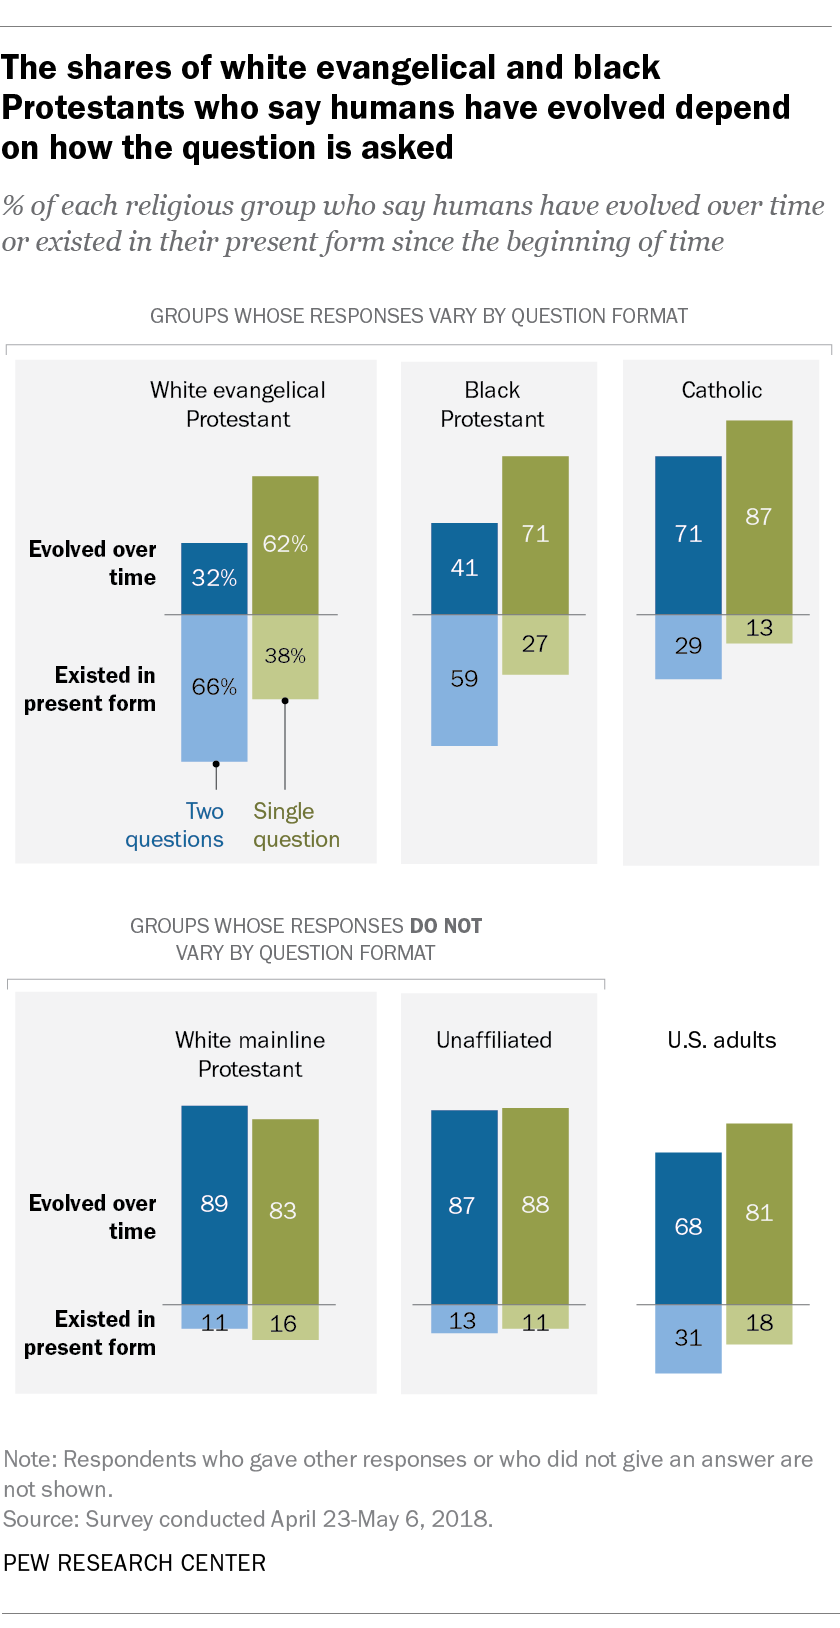 The shares of white evangelical and black
Protestants who say humans have evolved depend
on how the question is asked
% of each religious group who say humans have evolved over time
or existed in their present form since the beginning of time
GROUPS WHOSE RESPONSES VARY BY QUESTION FORMAT
White evangelical
Protestant
Black
Protestant
Catholic
Evolved over
time
32%
62%
41
71
71
87
Existed in
present form
66%
38%
59
27
29
13
Two
questions
Single
question
GROUPS WHOSE RESPONSES DO NOT
VARY BY QUESTION FORMAT
White mainline
Protestant
Unaffiliated
U.S. adults
Evolved over
time
89
83
87
88
68
81
Existed in
present form
11
16
13
11
31
18
Note: Respondents who gave other responses or who did not give an answer are
not shown.
Source: Survey conducted April 23-May 6, 2018.
PEW RESEARCH CENTER